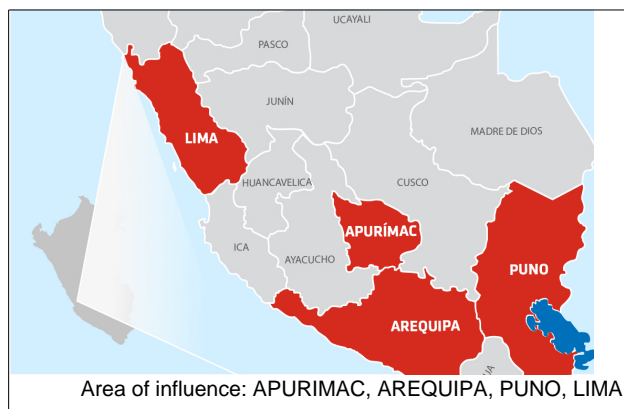 UCAYALI
PASCO
JUNÍN
LIMA
MADRE DE DIOS
HUANCAVELICA
CUSCO
APURÍMAC
ICA
AYACUCHO
PUNO
AREQUIPA
Area of influence: APURIMAC, AREQUIPA, PUNO, LIMA